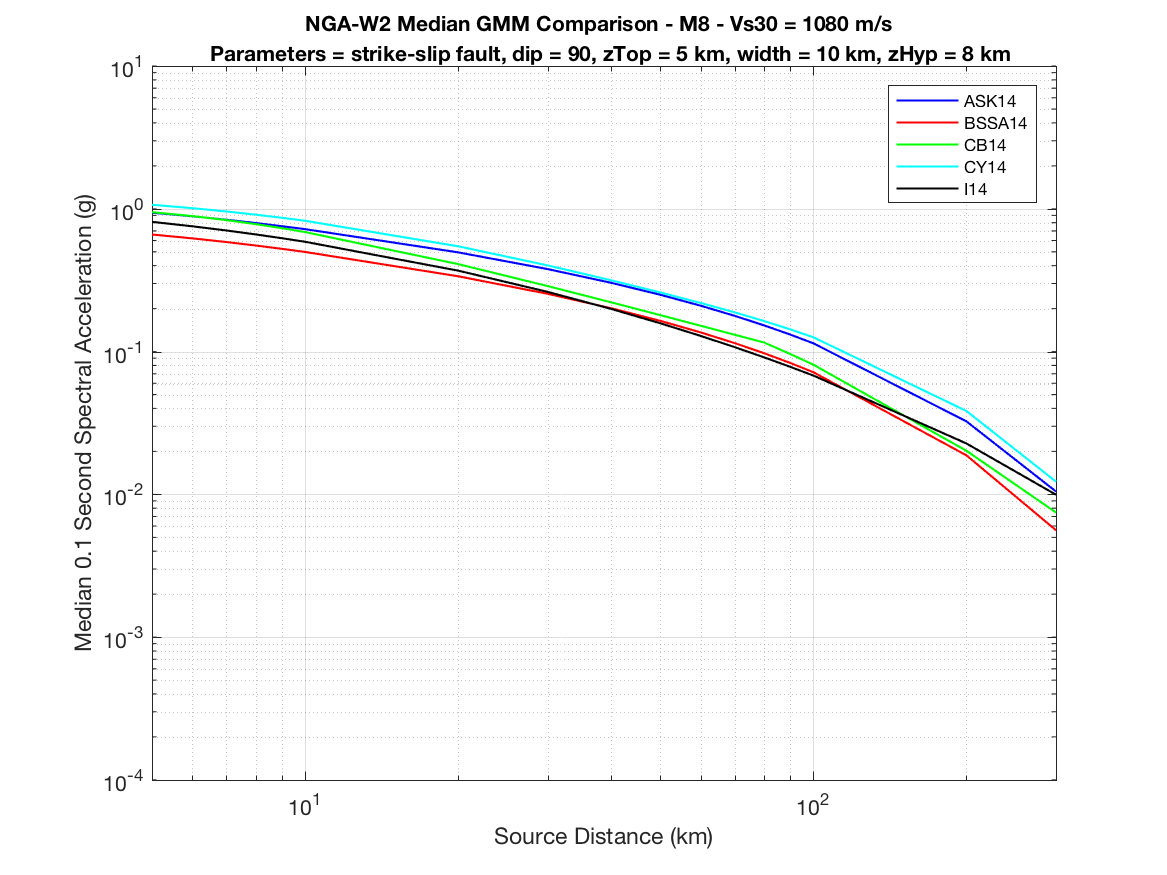 NGA-W2 Median GMM Comparison - M8 - Vs30 = 1080 m/s
Parameters = strike-slip fault, dip = 90, zTop = 5 km, width = 10 km, zHyp = 8 km
ASK14
BSSA14
CB14
CY14
I14
Median 0.1 Second Spectral Acceleration (g)
10^1
10^0
10^-1
10^-2
10^-3
10^-4
10^1
10^2
Source Distance (km)